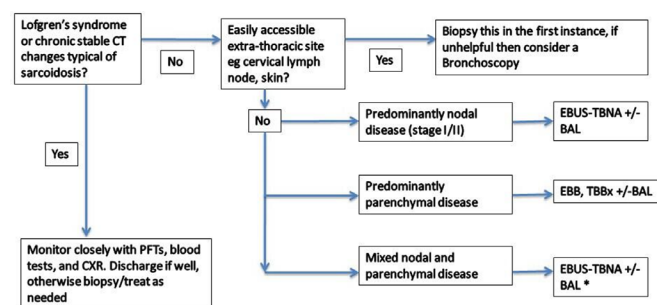 Lofgren's syndrome
or chronic stable CT
changes typical of
sarcoidosis?
No
Easily accessible
extra-thoracic site
eg cervical lymph
node, skin?
Yes
Biopsy this in the first instance, if
unhelpful then consider a
Bronchoscopy
No
Predominantly nodal
disease (stage I/II)
EBUS-TBNA +/-
BAL
Yes
Predominantly
parenchymal disease
EBB, TBBx +/-BAL
Monitor closely with PFTs, blood
tests, and CXR. Discharge if well,
otherwise biopsy/treat as
needed
Mixed nodal and
parenchymal disease
EBUS-TBNA +/-
BAL *